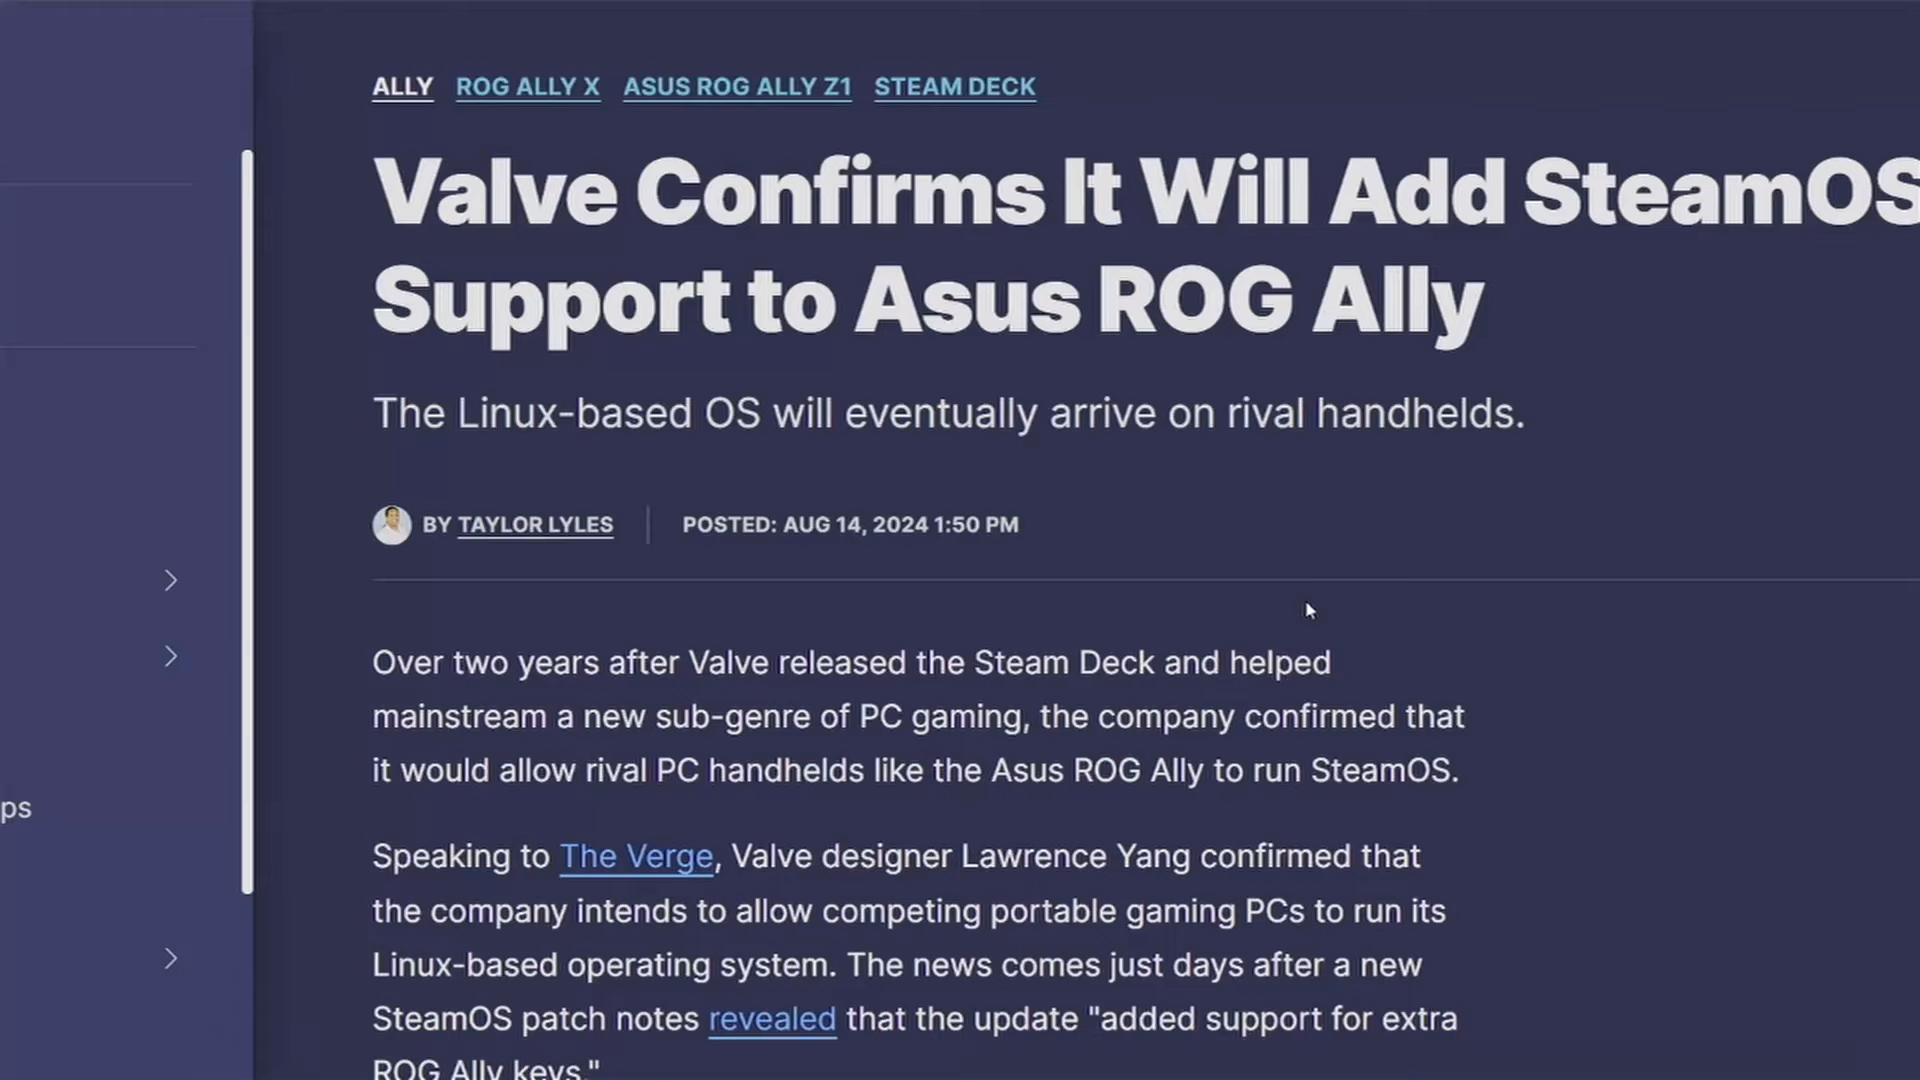 ALLY ROG ALLY X ASUS ROG ALLY Z1 STEAM DECK
Valve Confirms It Will Add SteamOS
Support to Asus ROG Ally
The Linux-based OS will eventually arrive on rival handhelds.
BY TAYLOR LYLES POSTED: AUG 14, 2024 1:50 PM
Over two years after Valve released the Steam Deck and helped
mainstream a new sub-genre of PC gaming, the company confirmed that
it would allow rival PC handhelds like the Asus ROG Ally to run SteamOS.
ps
Speaking to The Verge, Valve designer Lawrence Yang confirmed that
the company intends to allow competing portable gaming PCs to run its
Linux-based operating system. The news comes just days after a new
SteamOS patch notes revealed that the update "added support for extra
ROG Ally keys."